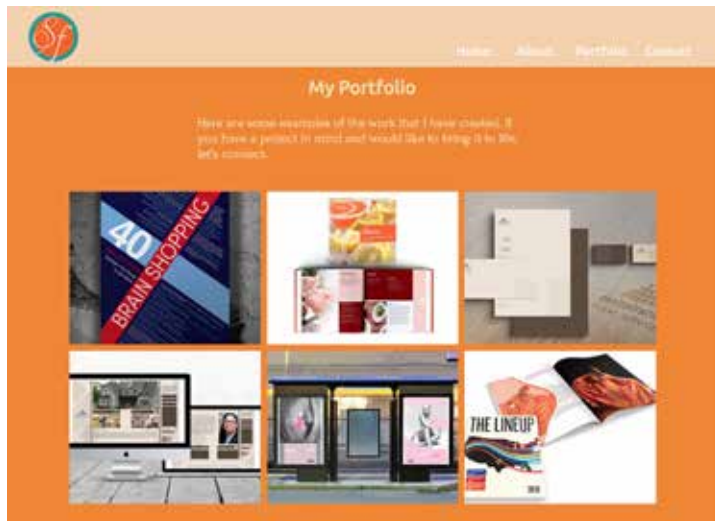 Sf
Home About Portfolio Contact
My Portfolio
Here are some examples of the work that I have created. If
you have a project in mind and would like to bring it to life,
let's connect.
40
BRAIN SHOPPING
THE LINEUP